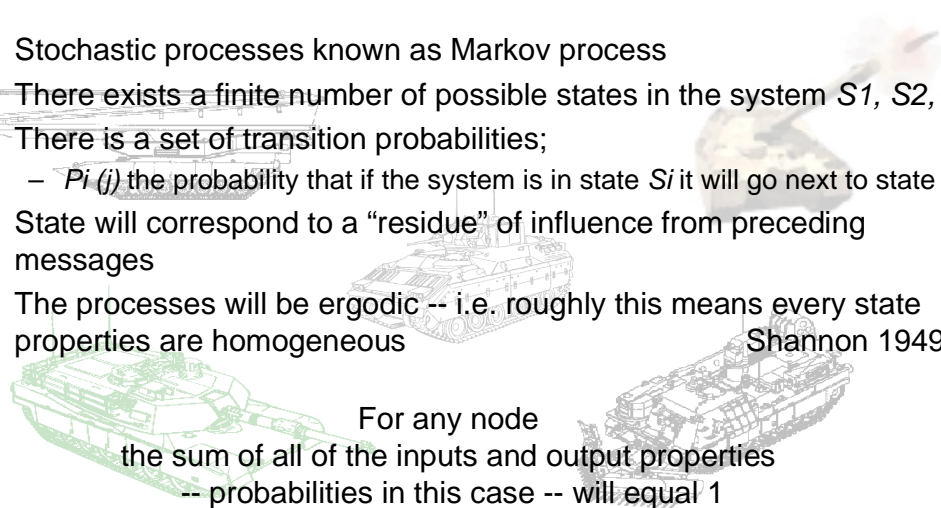 Stochastic processes known as Markov process
There exists a finite number of possible states in the system S1, S2,
There is a set of transition probabilities;
– Pi (j) the probability that if the system is in state Si it will go next to state
State will correspond to a “residue” of influence from preceding
messages
The processes will be ergodic -- i.e. roughly this means every state
properties are homogeneous Shannon 1949
For any node
the sum of all of the inputs and output properties
-- probabilities in this case -- will equal 1